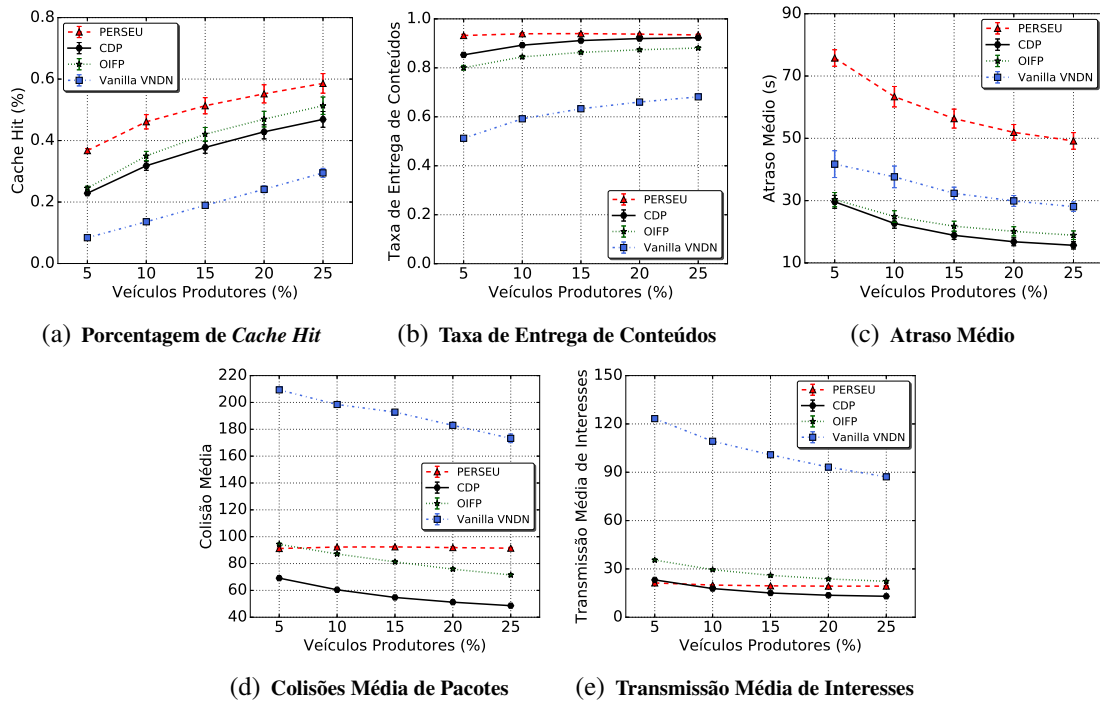 0.8
0.6
0.4
0.2
0.0
Cache Hit (%)
PERSEU
CDP
OIFP
Vanilla VNDN
5 10 15 20 25
Veículos Produtores (%)
(a) Porcentagem de Cache Hit
1.0
0.8
0.6
0.4
0.2
0.0
Taxa de Entrega de Conteúdos
PERSEU
CDP
OIFP
Vanilla VNDN
5 10 15 20 25
Veículos Produtores (%)
(b) Taxa de Entrega de Conteúdos
90
70
50
30
10
Atraso Médio (s)
PERSEU
CDP
OIFP
Vanilla VNDN
5 10 15 20 25
Veículos Produtores (%)
(c) Atraso Médio
220
200
180
160
140
120
100
80
60
40
Colisão Média
PERSEU
CDP
OIFP
Vanilla VNDN
5 10 15 20 25
Veículos Produtores (%)
(d) Colisões Média de Pacotes
150
120
90
60
30
0
Transmissão Média de Interesses
PERSEU
CDP
OIFP
Vanilla VNDN
5 10 15 20 25
Veículos Produtores (%)
(e) Transmissão Média de Interesses